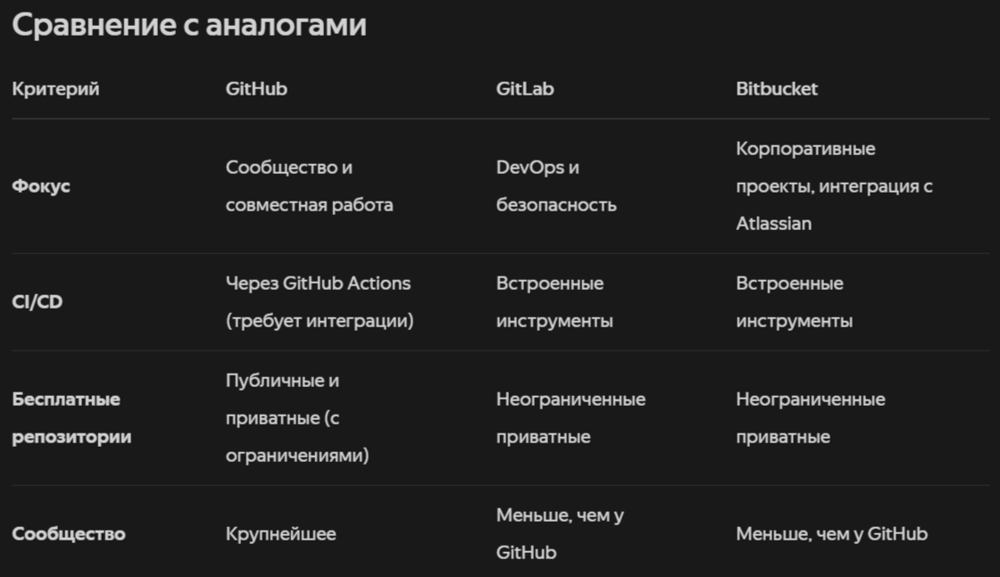 Сравнение с аналогами
Критерий GitHub GitLab Bitbucket
Фокус
Сообщество и
совместная работа
DevOps и
безопасность
Корпоративные
проекты, интеграция с
Atlassian
CI/CD
Через GitHub Actions
(требует интеграции)
Встроенные
инструменты
Встроенные
инструменты
Бесплатные
репозитории
Публичные и
приватные (с
ограничениями)
Неограниченные
приватные
Неограниченные
приватные
Сообщество
Крупнейшее
Меньше, чем у
GitHub
Меньше, чем у GitHub